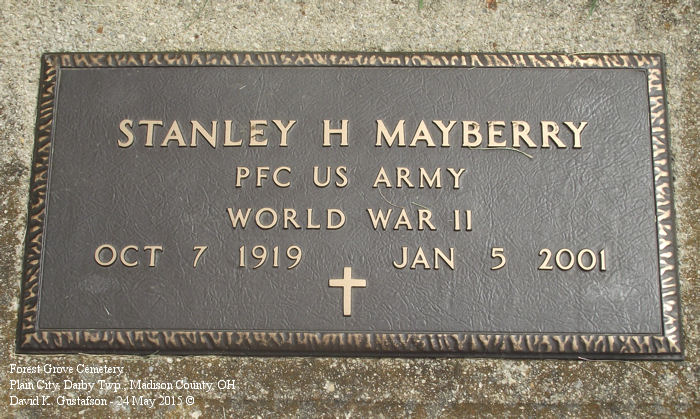 STANLEY H MAYBERRY
PFC US ARMY
WORLD WAR II
OCT 7 1919 JAN 5 2001
Forest Grove Cemetery
Plain City, Darby Twp., Madison County, OH
David K. Gustafson - 24 May 2015 ©